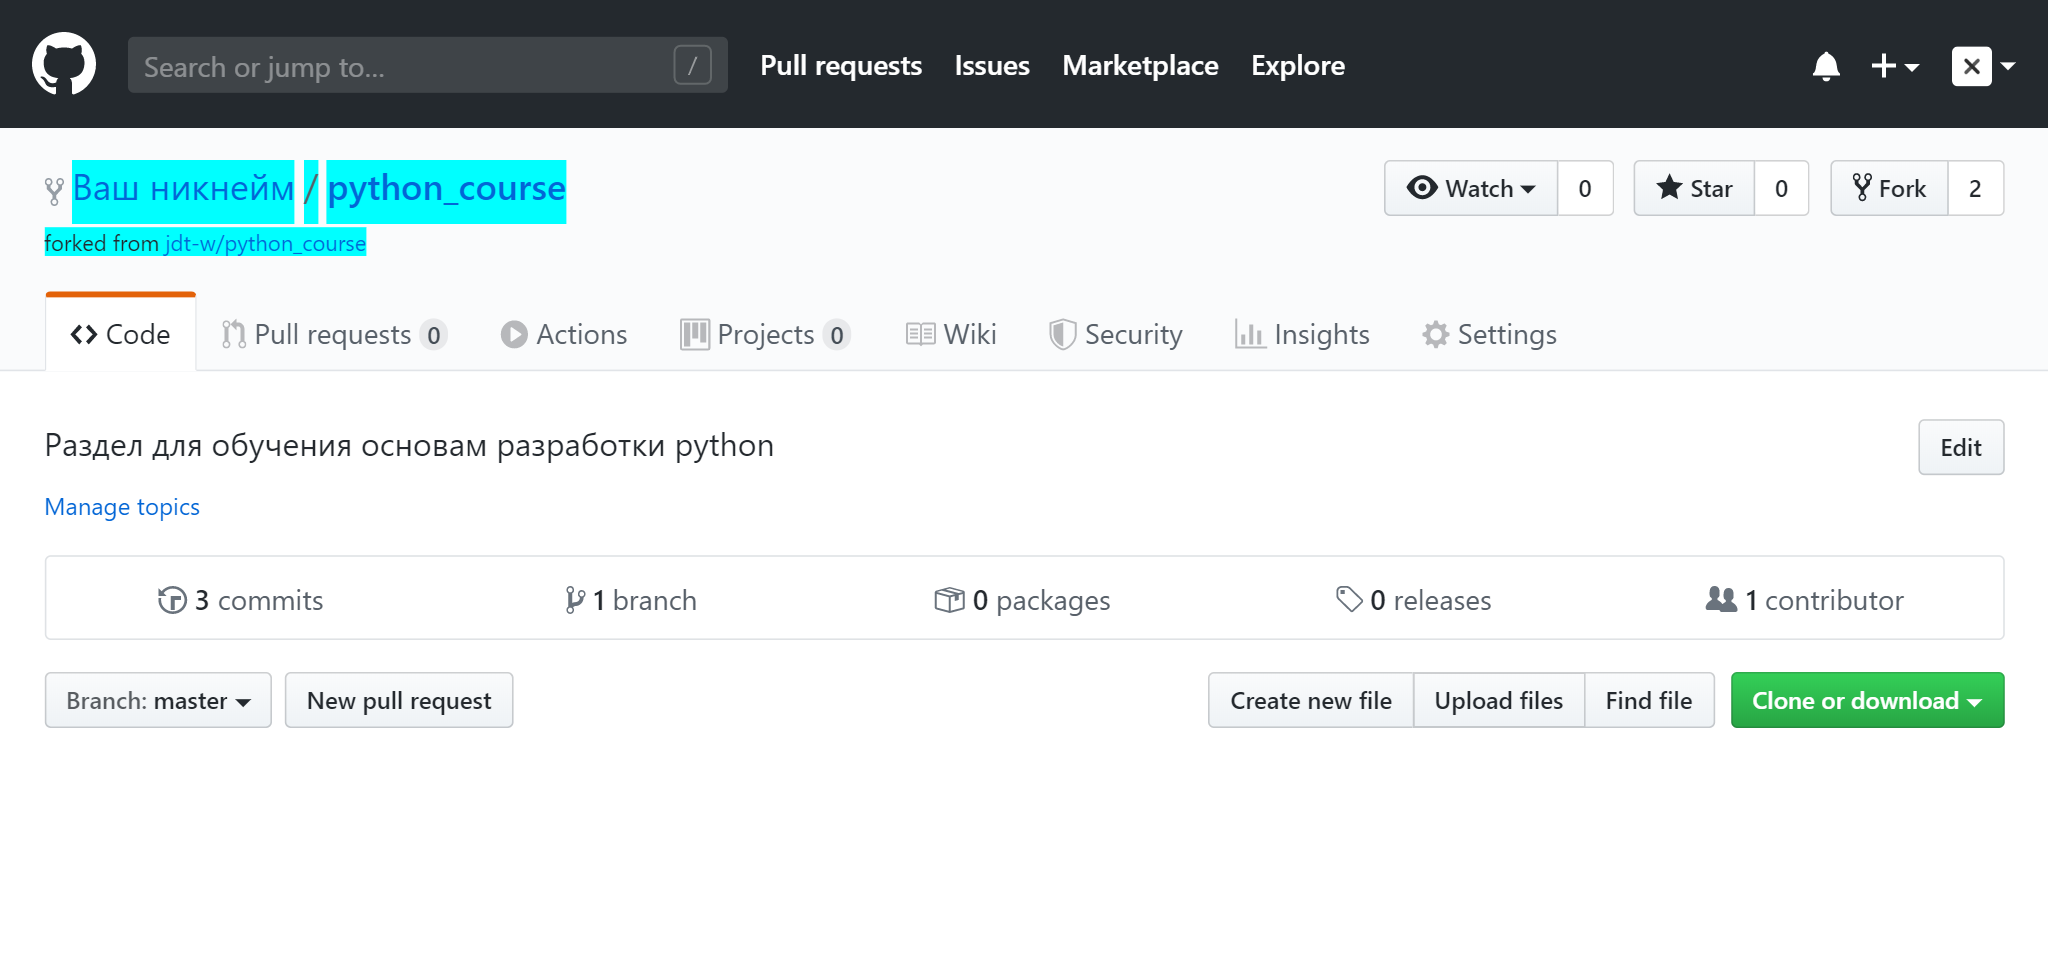 Search or jump to... / Pull requests Issues Marketplace Explore
Ваш никнейм / python_course Watch 0 Star 0 Fork 2
forked from jdt-w/python_course
Code Pull requests 0 Actions Projects 0 Wiki Security Insights Settings
Раздел для обучения основам разработки python Edit
Manage topics
3 commits 1 branch 0 packages 0 releases 1 contributor
Branch: master New pull request Create new file Upload files Find file Clone or download